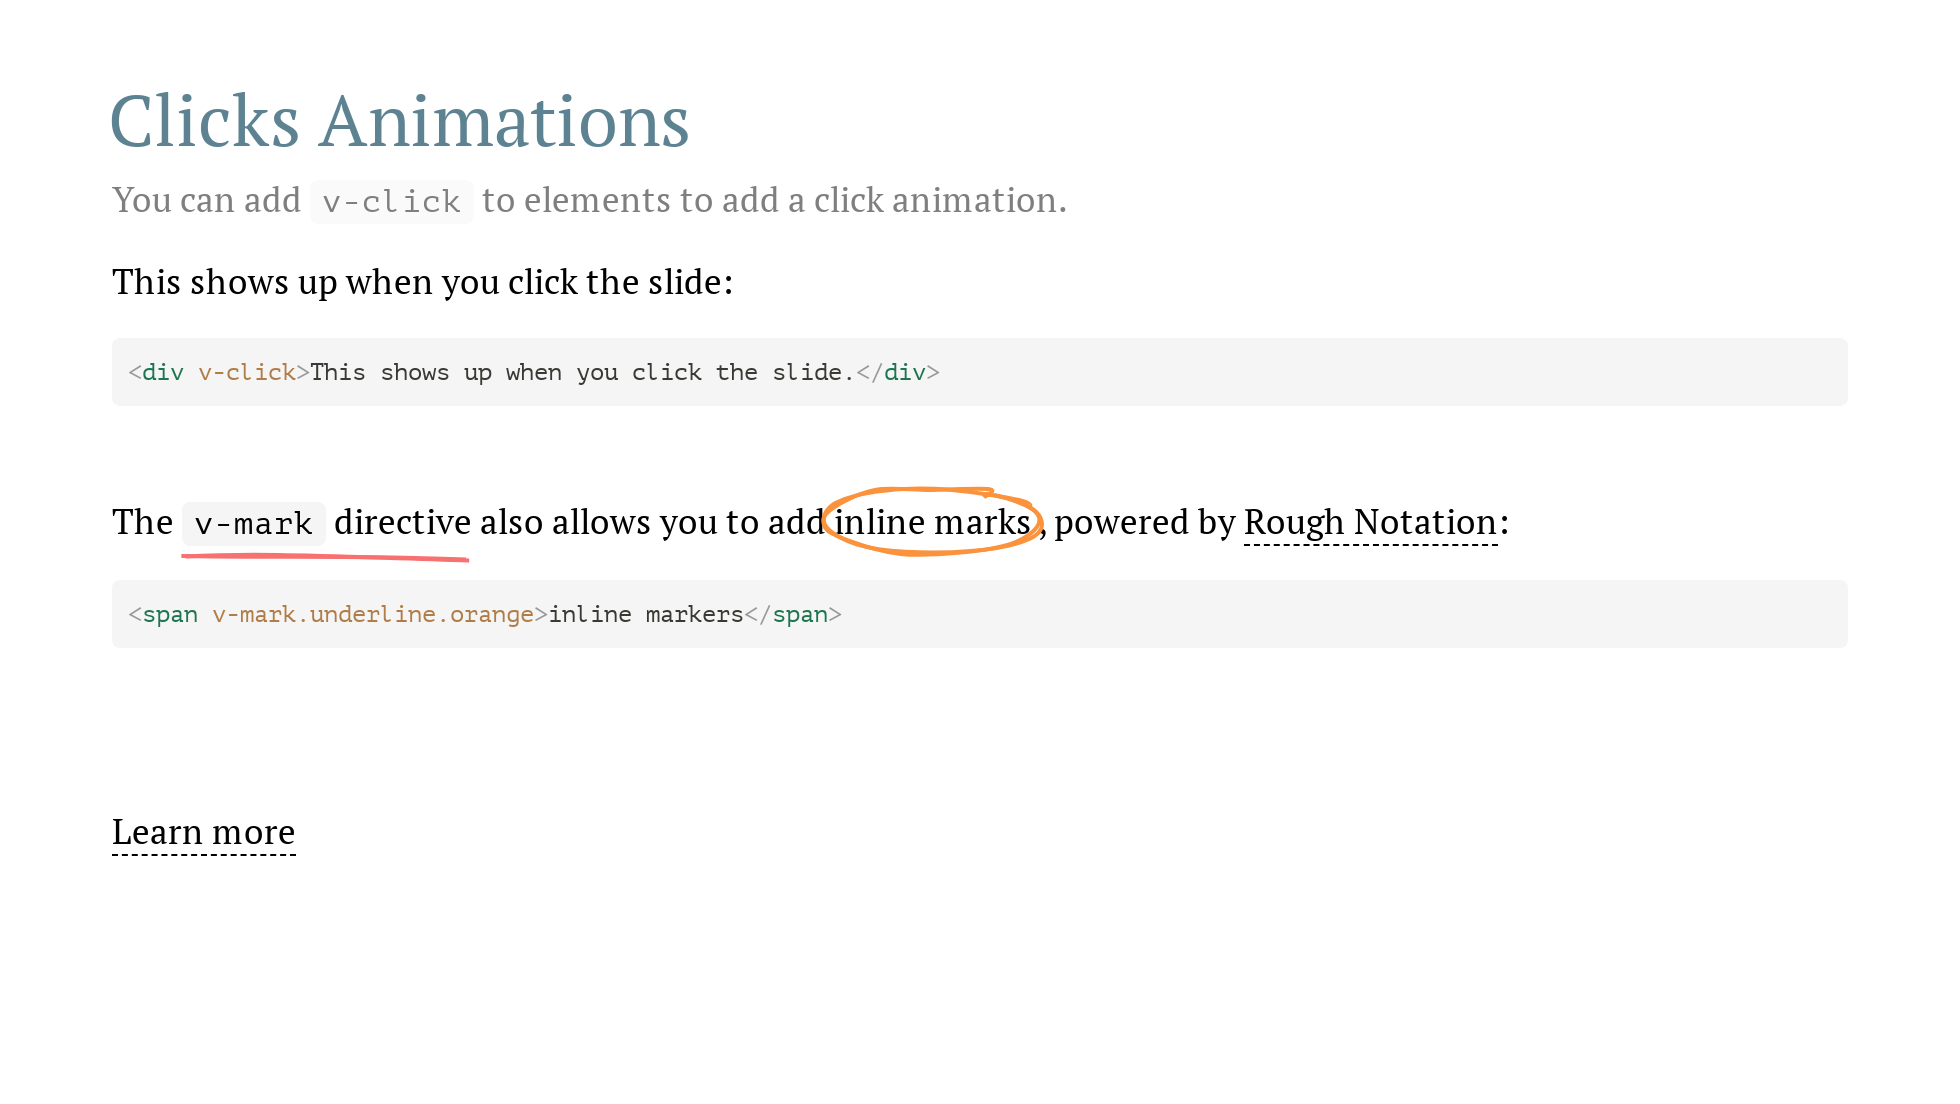 Clicks Animations
You can add v-click to elements to add a click animation.
This shows up when you click the slide:
<div v-click>This shows up when you click the slide.</div>
The v-mark directive also allows you to add inline marks , powered by Rough Notation:
<span v-mark.underline.orange>inline markers</span>
Learn more